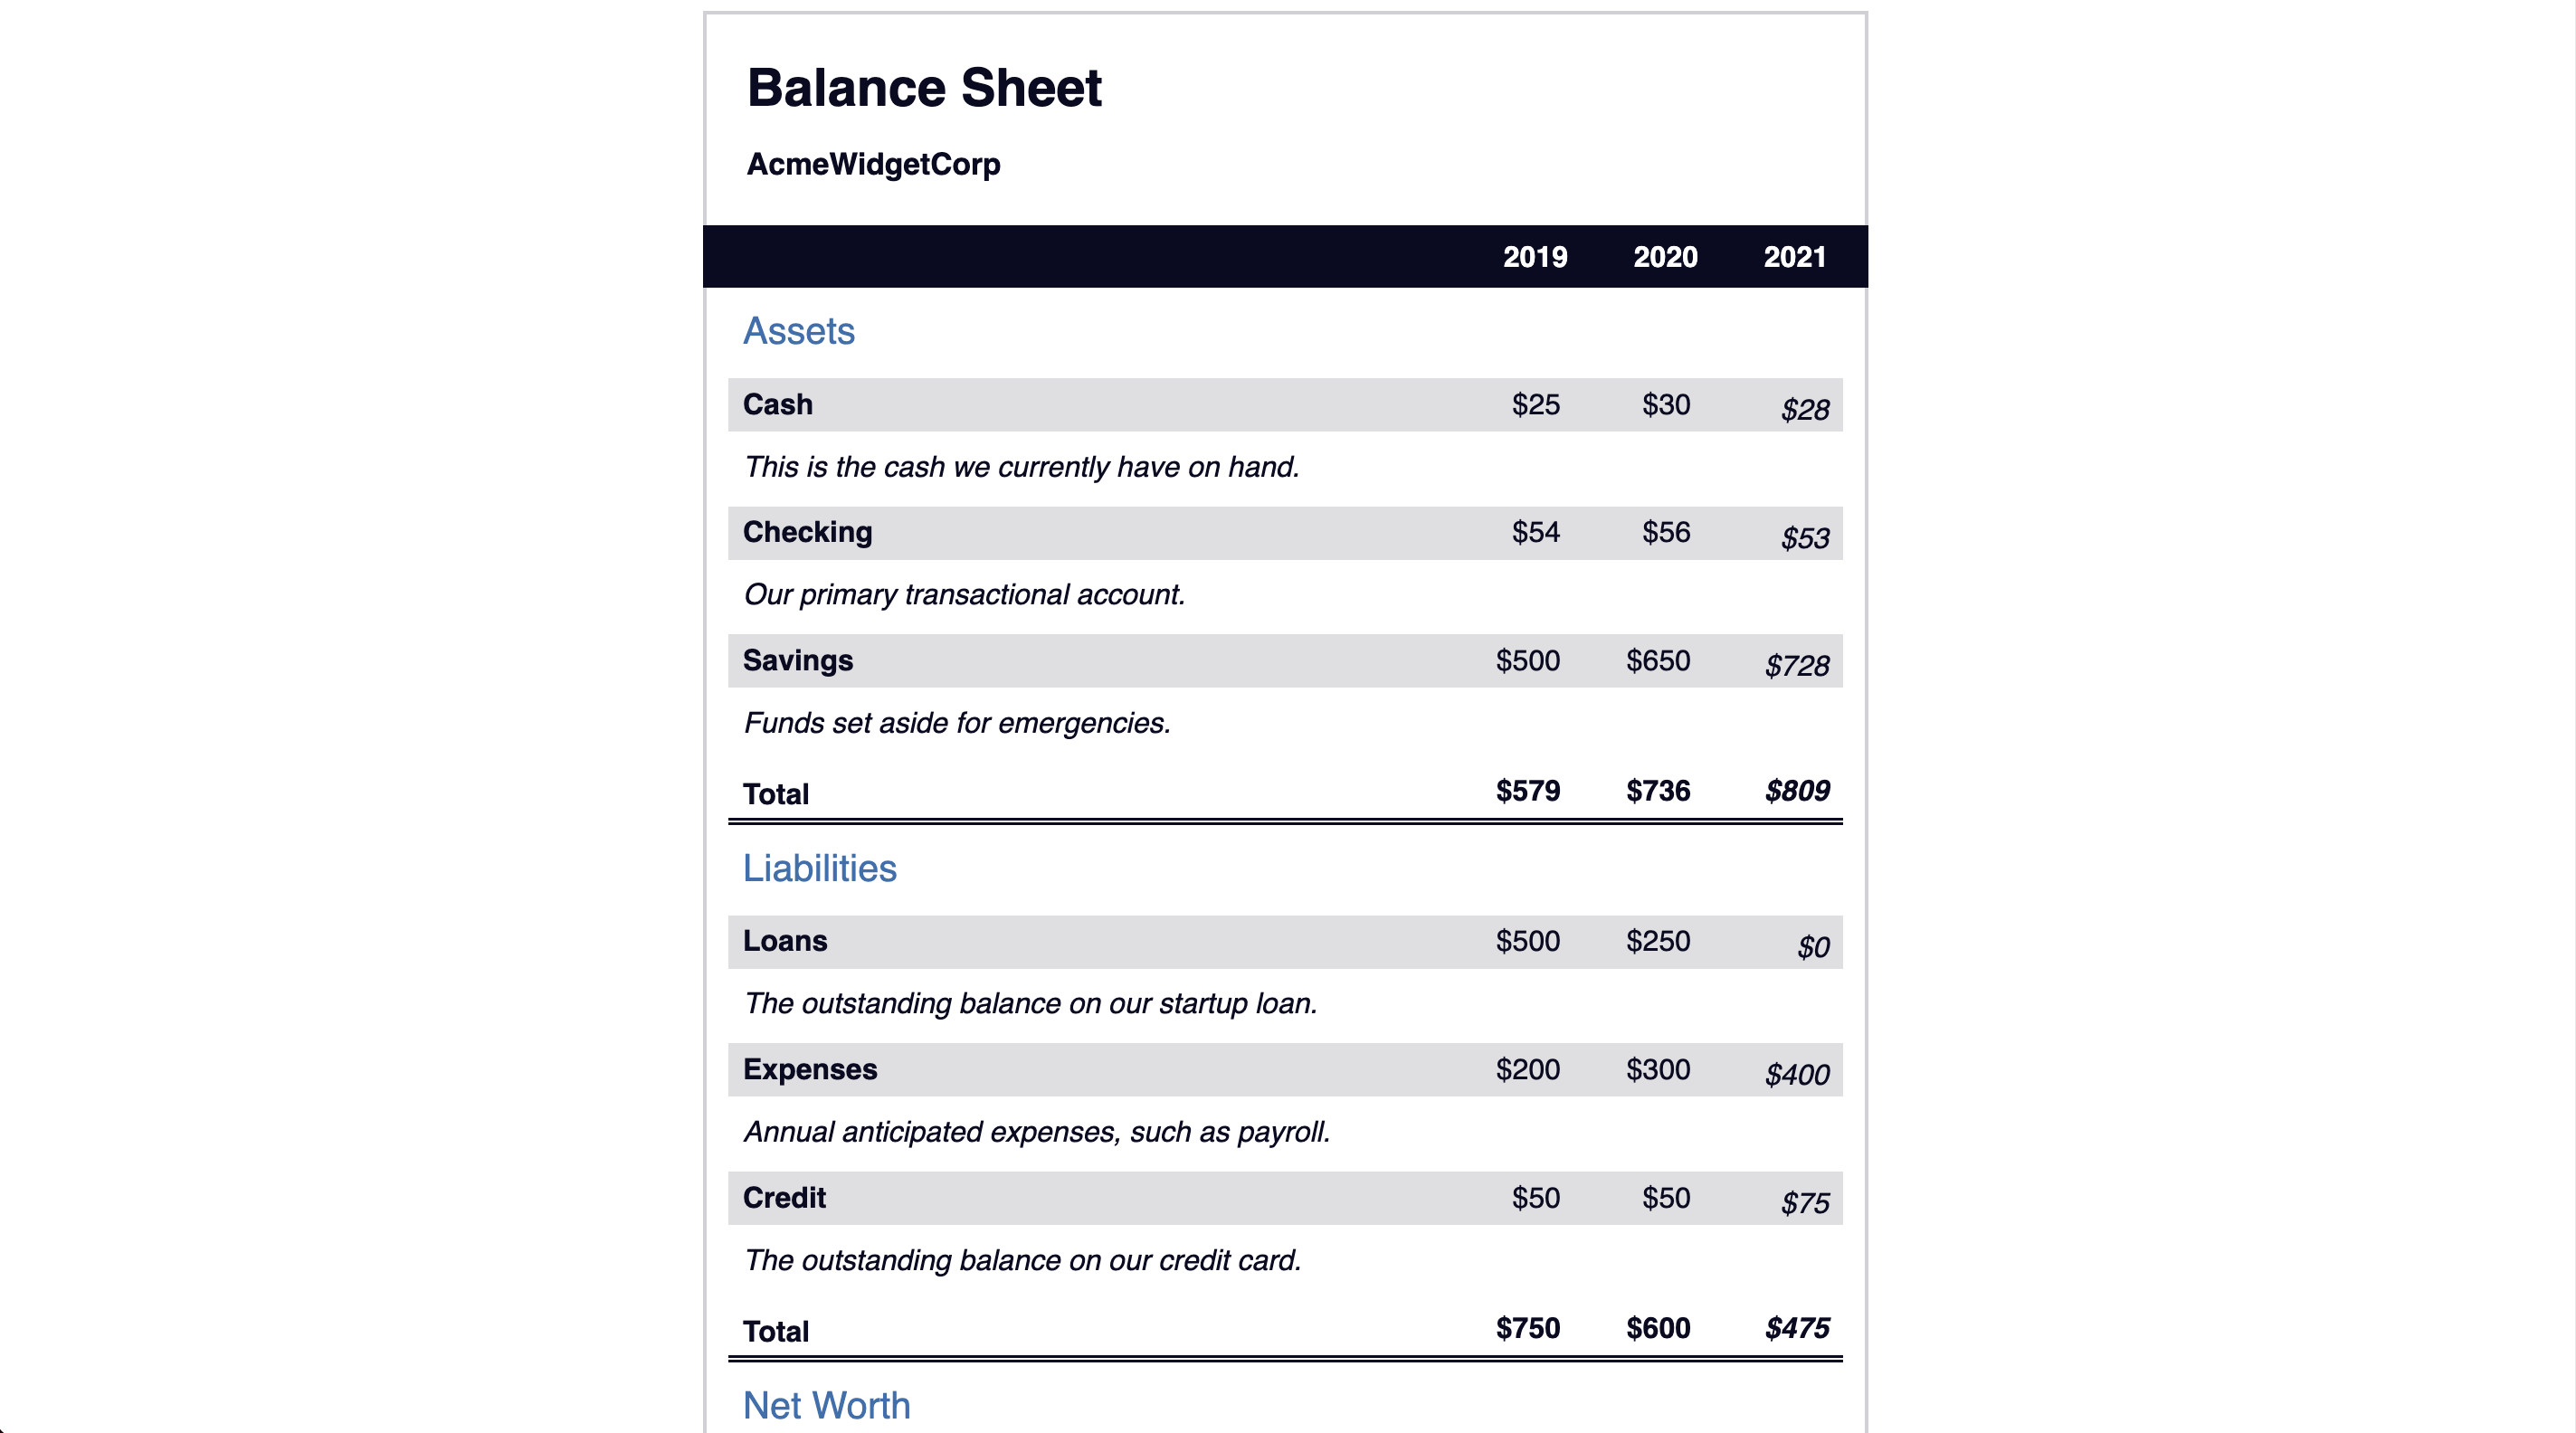 Balance Sheet
AcmeWidgetCorp
2019 2020 2021
Assets
Cash $25 $30 $28
This is the cash we currently have on hand.
Checking $54 $56 $53
Our primary transactional account.
Savings $500 $650 $728
Funds set aside for emergencies.
Total $579 $736 $809
Liabilities
Loans $500 $250 $0
The outstanding balance on our startup loan.
Expenses $200 $300 $400
Annual anticipated expenses, such as payroll.
Credit $50 $50 $75
The outstanding balance on our credit card.
Total $750 $600 $475
Net Worth